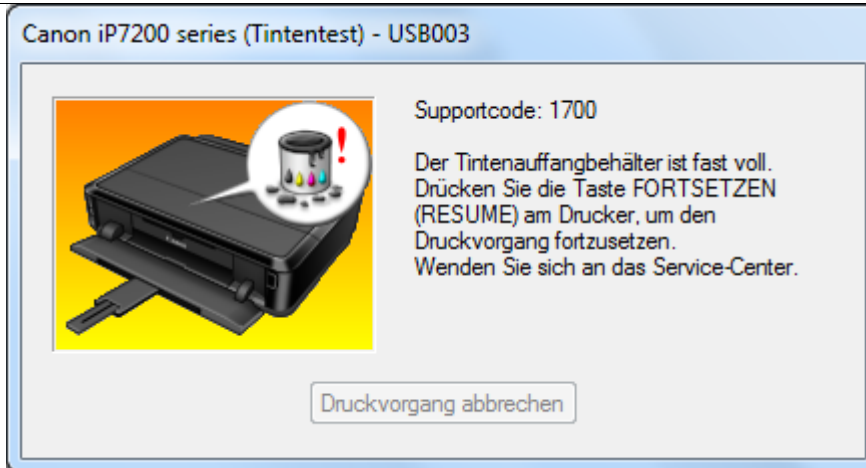 Canon iP7200 series (Tintentest) - USB003
Supportcode: 1700
Der Tintenauffangbehälter ist fast voll.
Drücken Sie die Taste FORTSETZEN
(RESUME) am Drucker, um den
Druckvorgang fortzusetzen.
Wenden Sie sich an das Service-Center.
Druckvorgang abbrechen